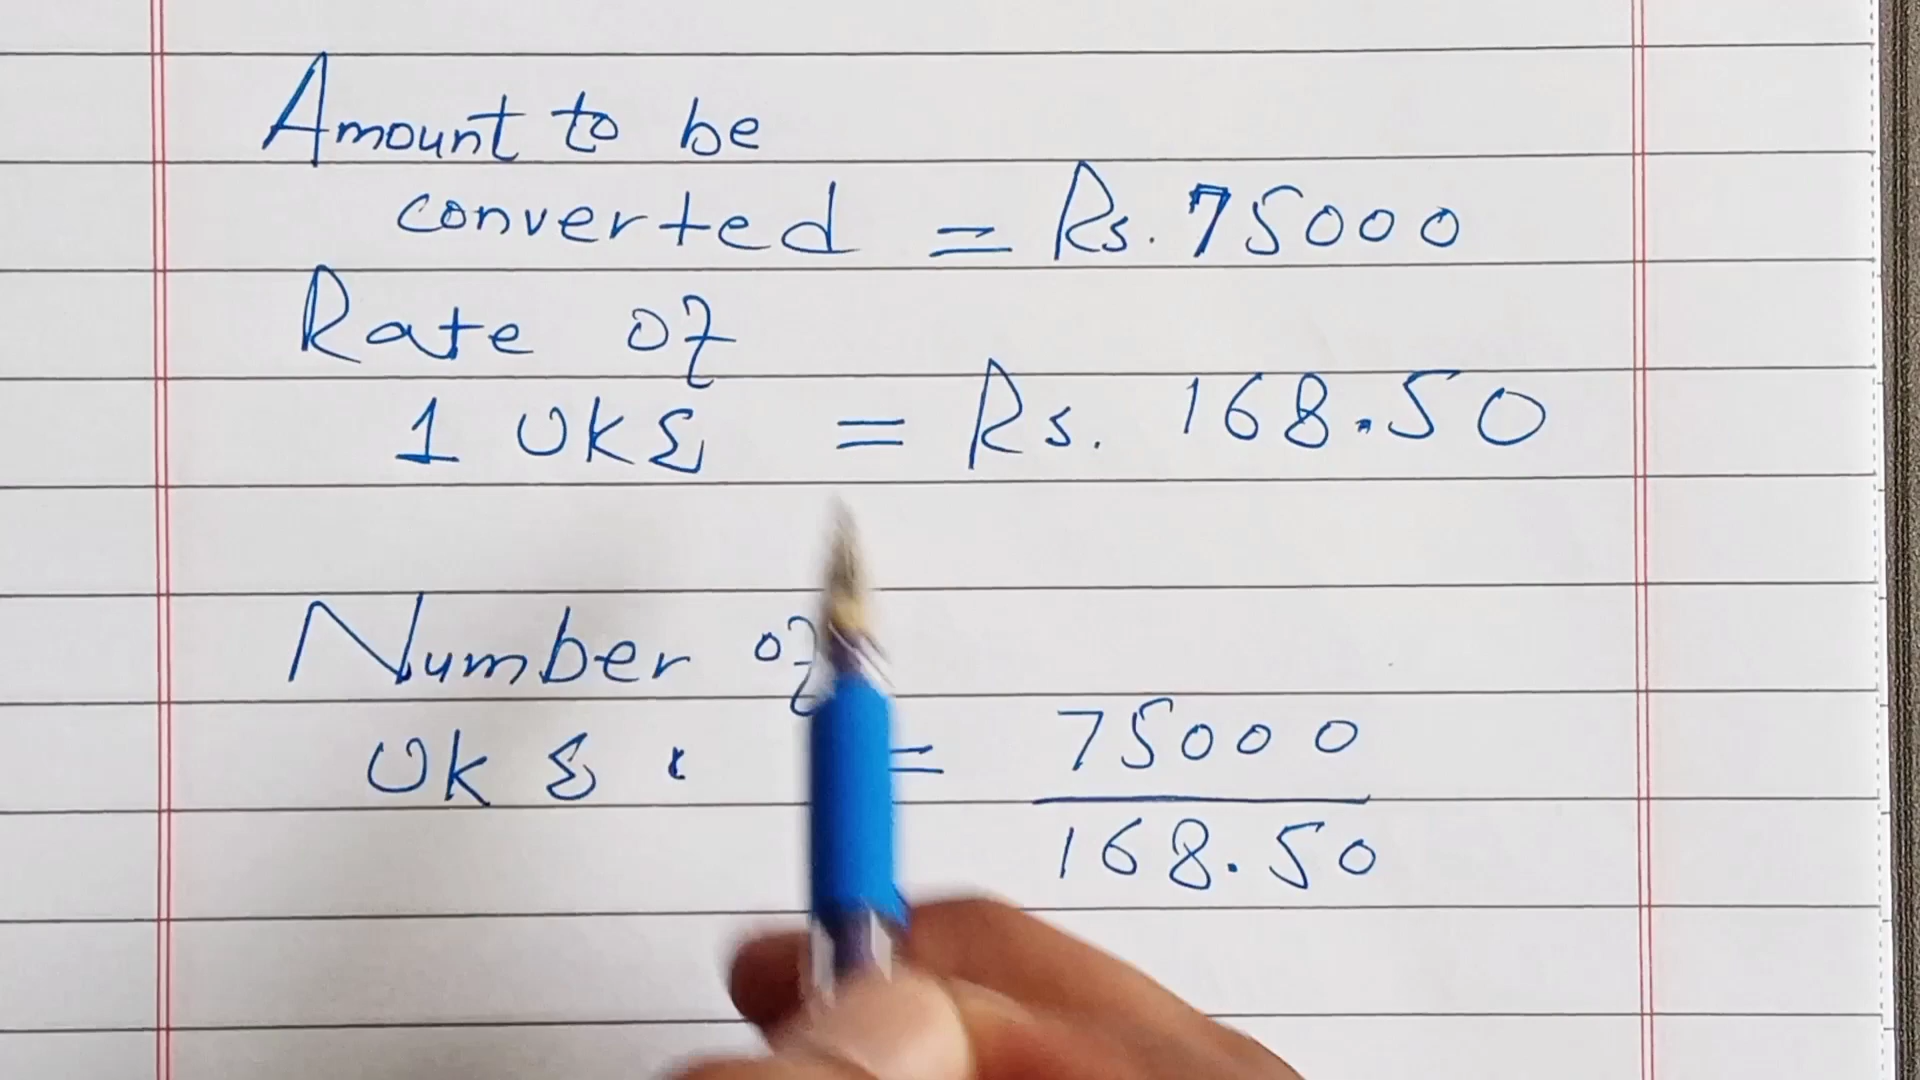 Amount to be
converted = Rs. 75000
Rate of
1 UK£ = Rs. 168.50
Number of
UK £ = 75000
168.50